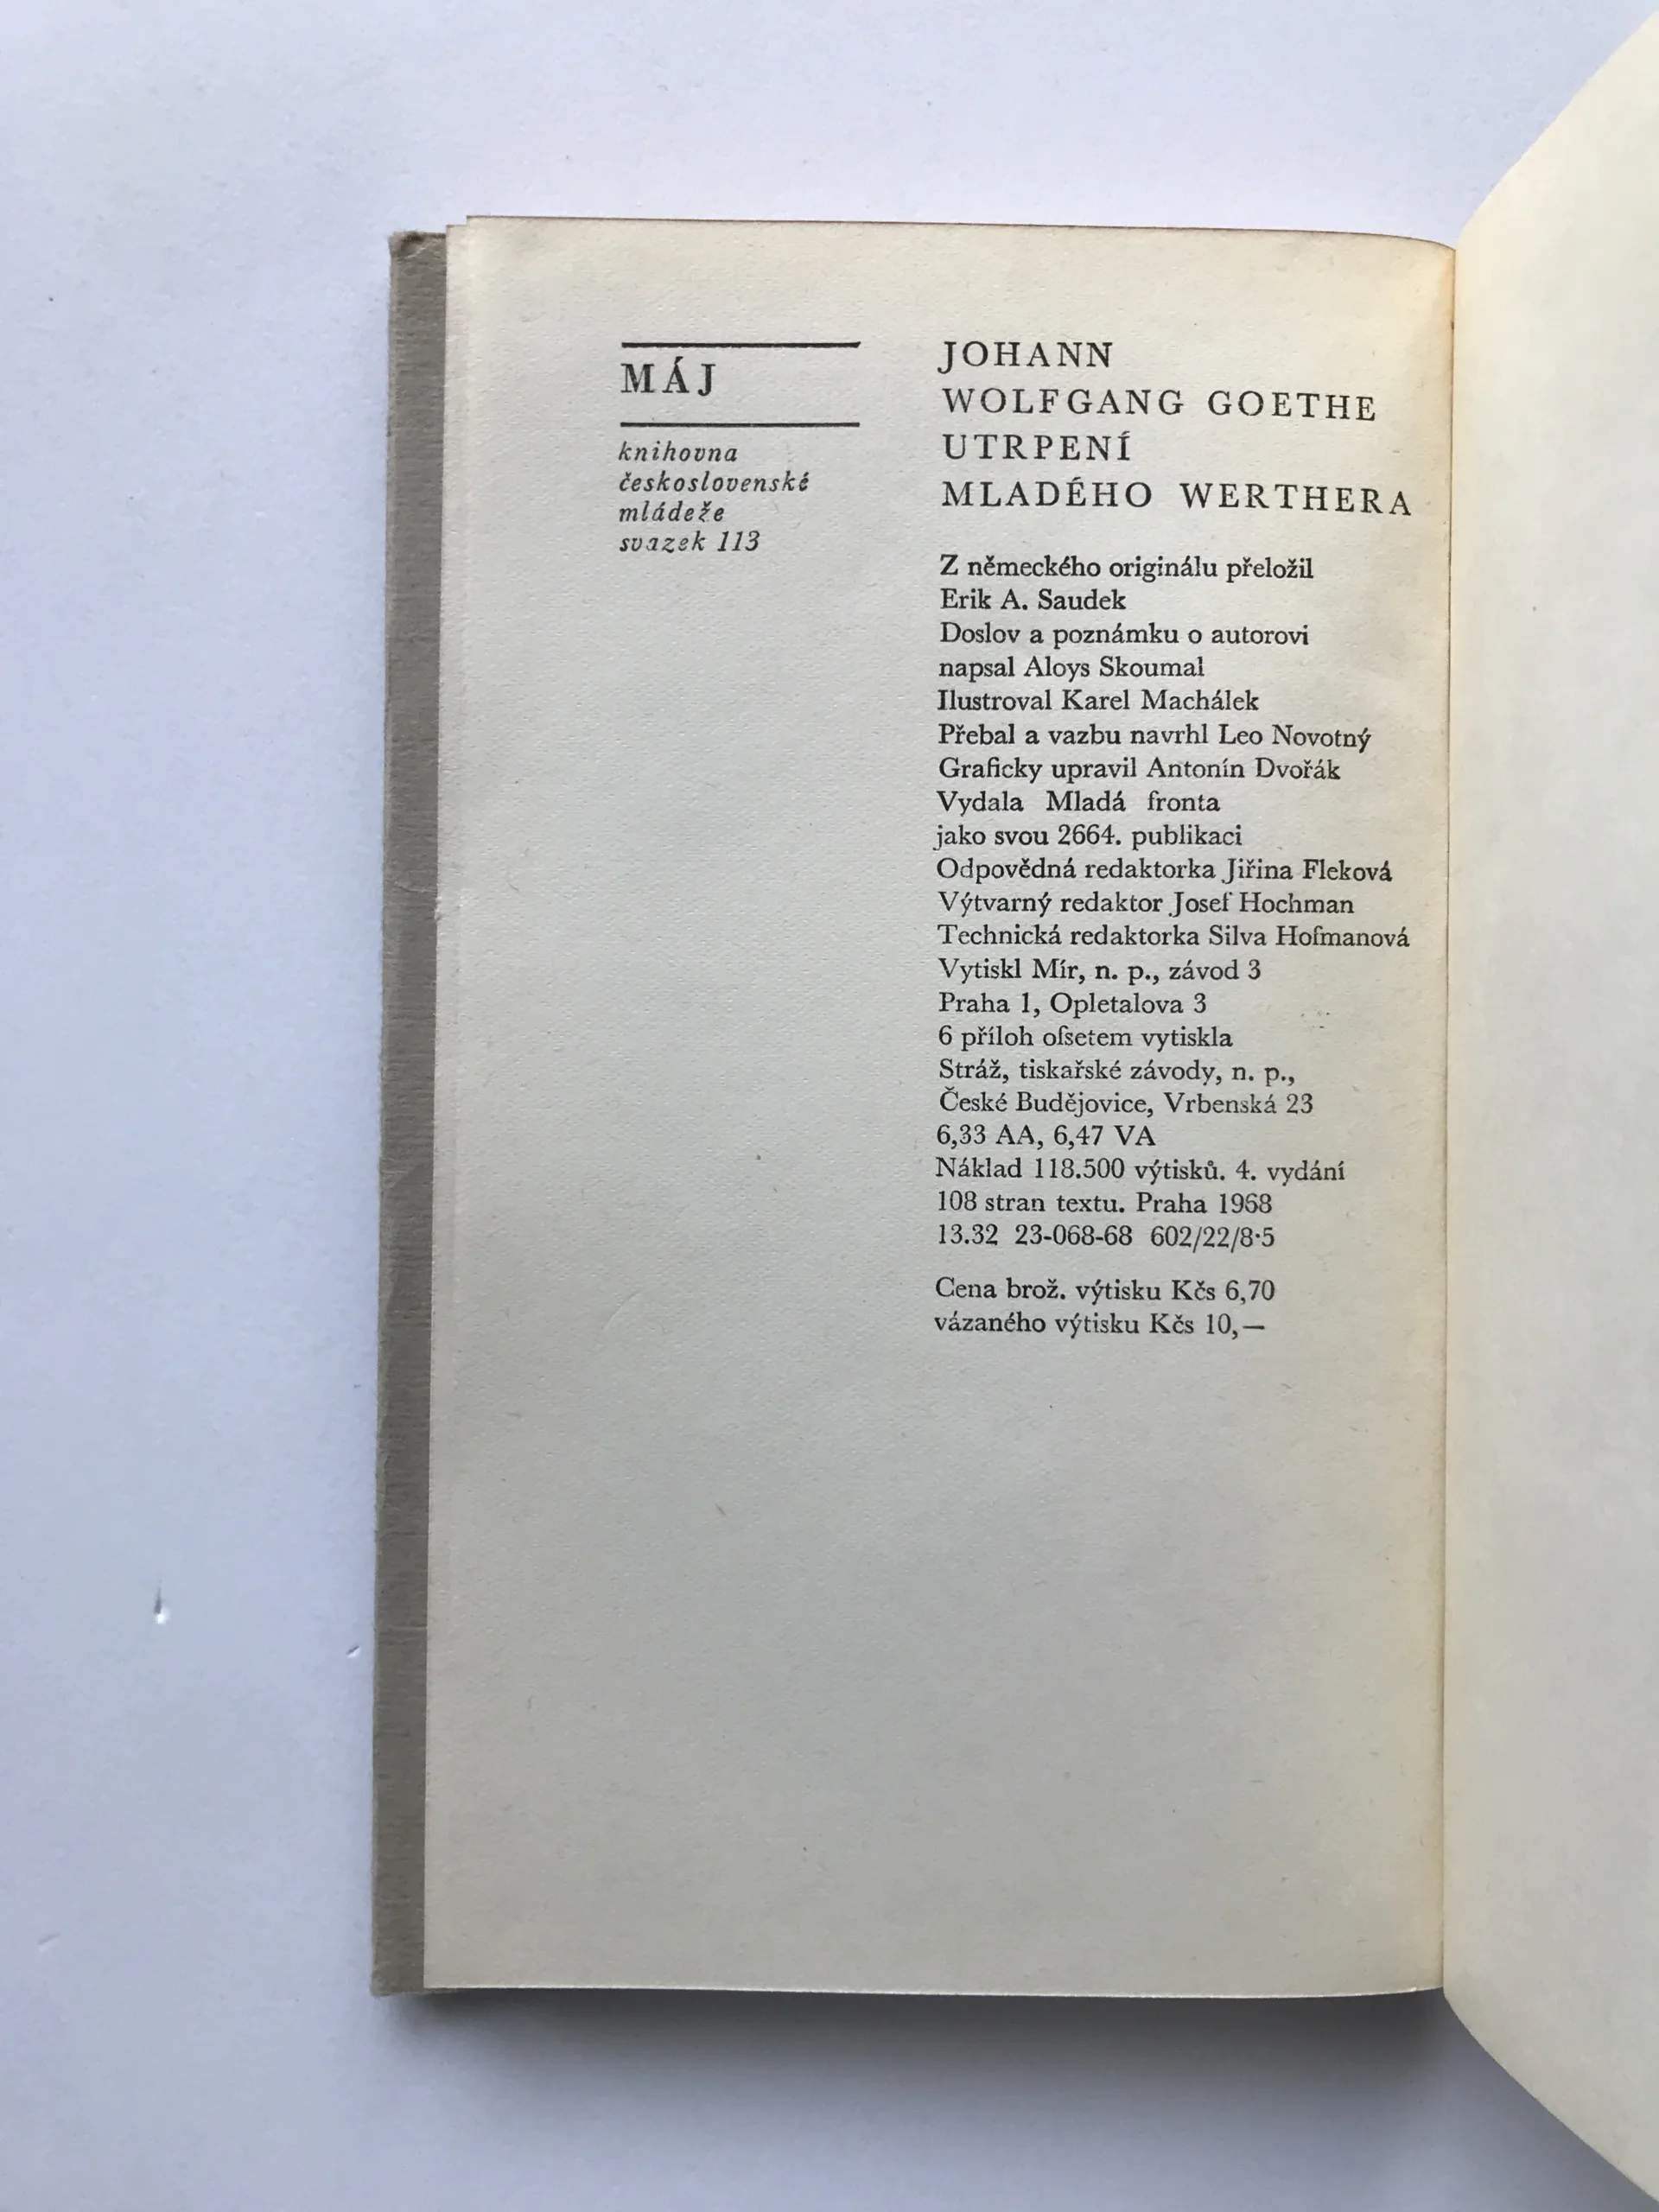 MÁJ
knihovna
československé
mládeže
svazek 113
JOHANN
WOLFGANG GOETHE
UTRPENÍ
MLADÉHO WERTHERA
Z německého originálu přeložil
Erik A. Saudek
Doslov a poznámku o autorovi
napsal Aloys Skoumal
Ilustroval Karel Machálek
Přebal a vazbu navrhl Leo Novotný
Graficky upravil Antonín Dvořák
Vydala Mladá fronta
jako svou 2664. publikaci
Odpovědná redaktorka Jiřina Fleková
Výtvarný redaktor Josef Hochman
Technická redaktorka Silva Hofmanová
Vytiskl Mír, n. p., závod 3
Praha 1, Opletalova 3
6 příloh ofsetem vytiskla
Stráž, tiskařské závody, n. p.,
České Budějovice, Vrbenská 23
6,33 AA, 6,47 VA
Náklad 118.500 výtisků. 4. vydání
108 stran textu. Praha 1968
13.32 23-068-68 602/22/8·5
Cena brož. výtisku Kčs 6,70
vázaného výtisku Kčs 10,—